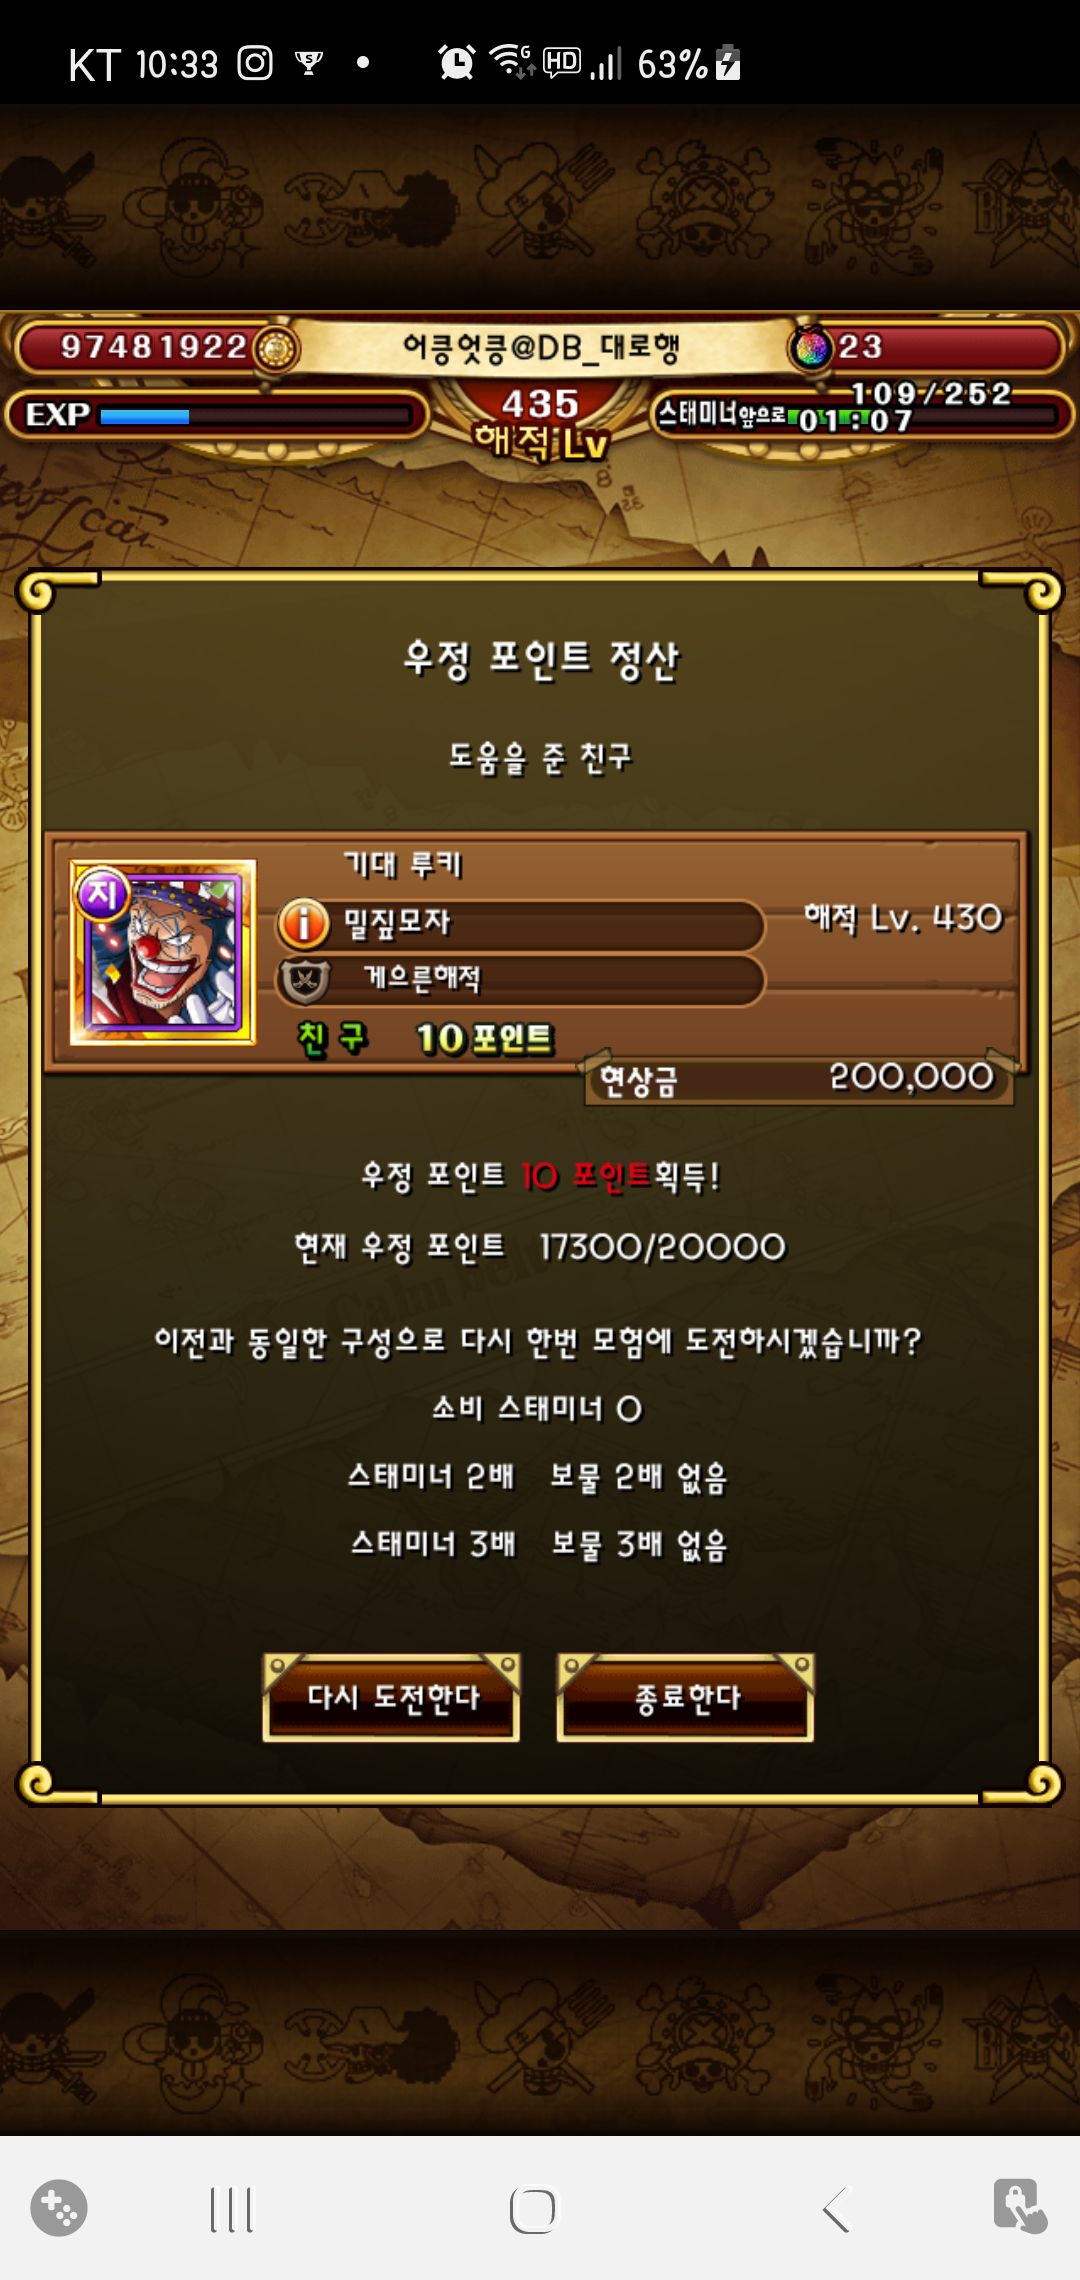 KT 10:33 G HD 63%
97481922 어큼엇큼@DB_대로행 23
EXP 435 스태미너 앞으로 01:07 109/252
해적 Lv
우정 포인트 정산
도움을 준 친구
지
기대 루키
밀짚모자
해적 Lv. 430
게으른해적
친구 10 포인트
현상금 200,000
우정 포인트 10 포인트획득!
현재 우정 포인트 17300/20000
이전과 동일한 구성으로 다시 한번 모험에 도전하시겠습니까?
소비 스태미너 0
스태미너 2배 보물 2배 없음
스태미너 3배 보물 3배 없음
다시 도전한다 종료한다